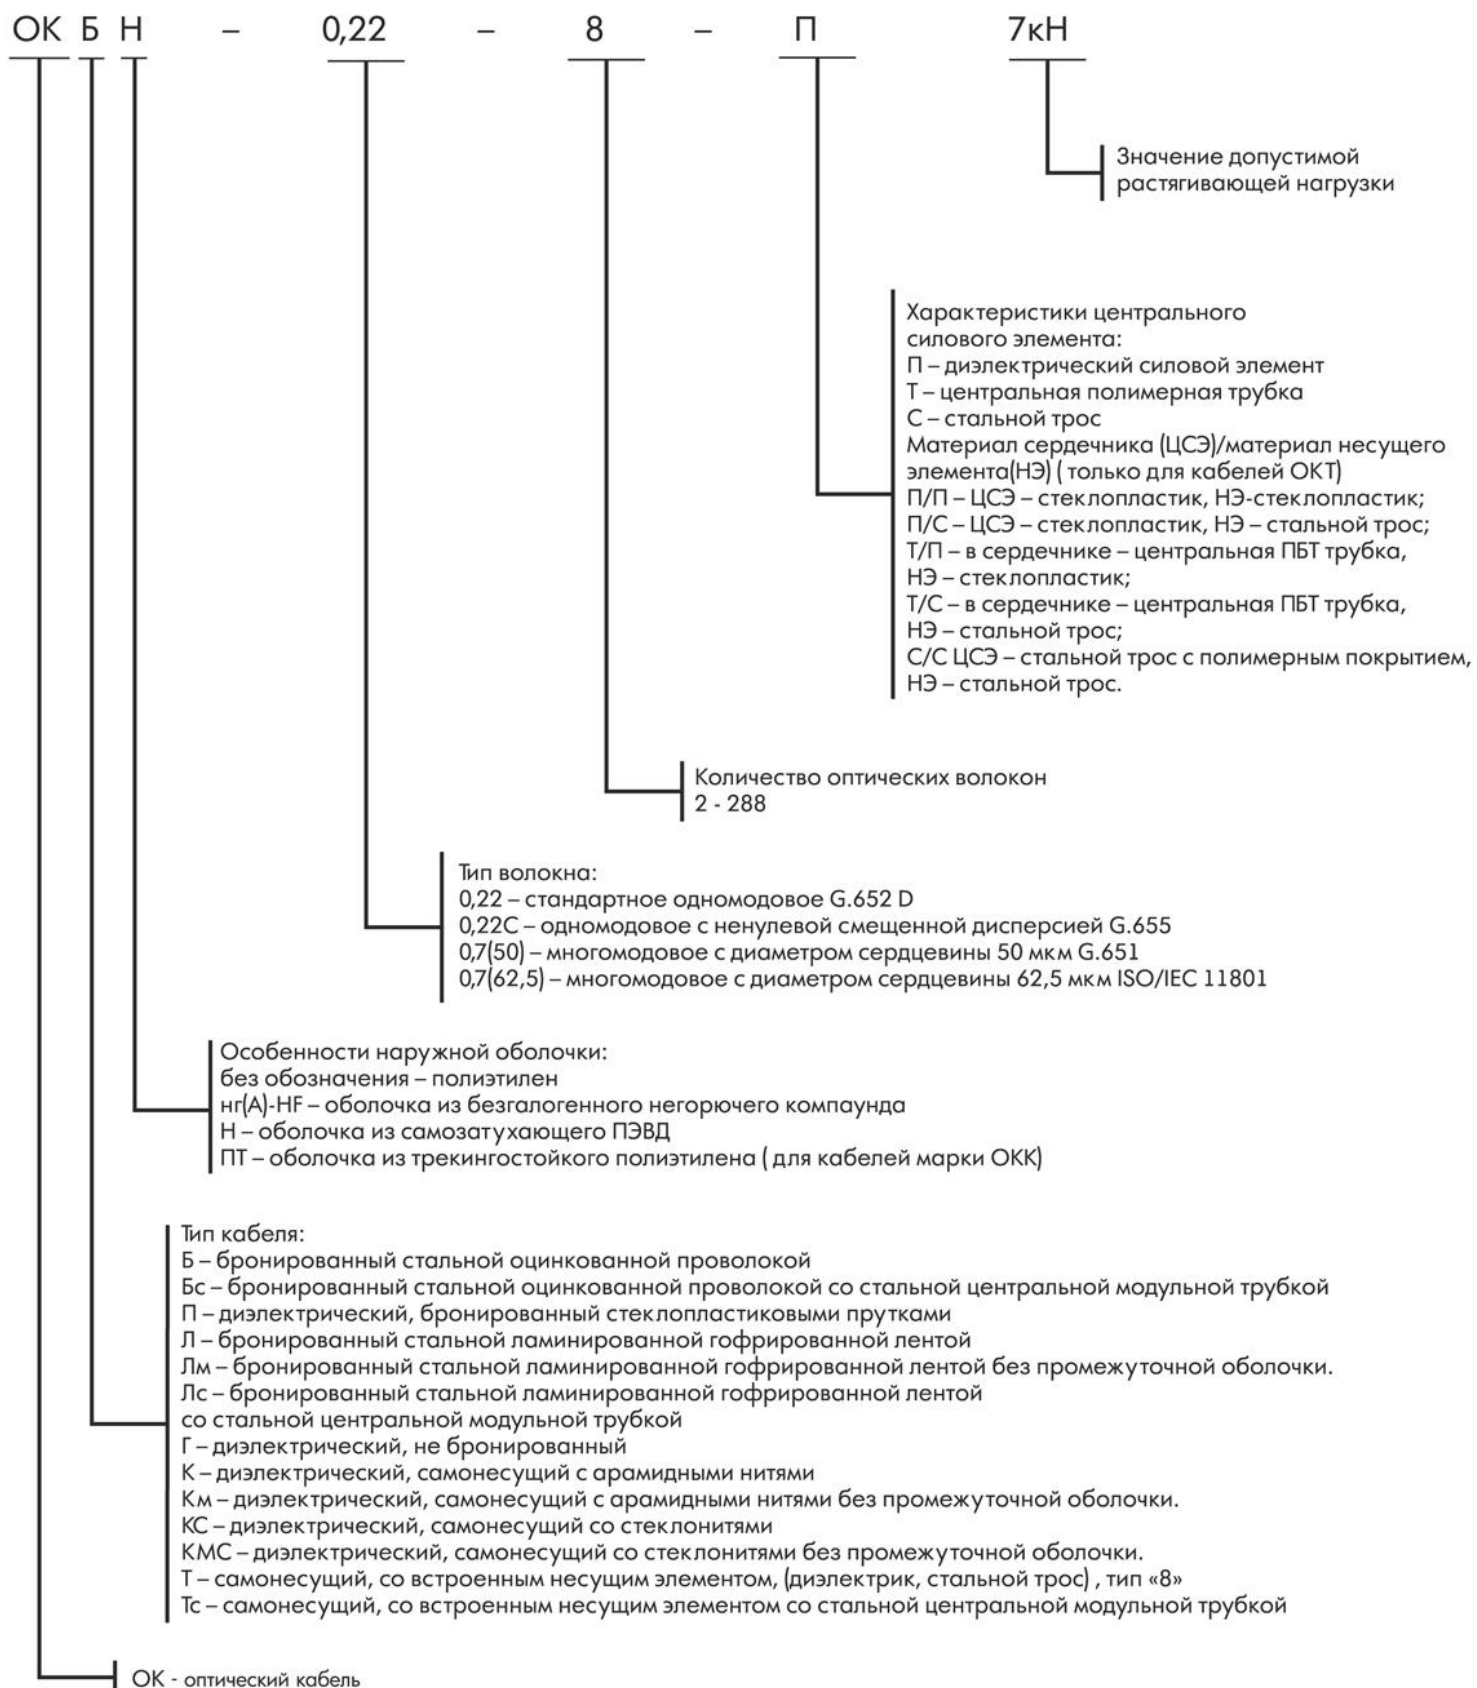 ОК Б Н – 0,22 – 8 – П 7кН
Значение допустимой
растягивающей нагрузки
Характеристики центрального
силового элемента:
П – диэлектрический силовой элемент
Т – центральная полимерная трубка
С – стальной трос
Материал сердечника (ЦСЭ)/материал несущего
элемента(НЭ) ( только для кабелей ОКТ)
П/П – ЦСЭ – стеклопластик, НЭ-стеклопластик;
П/С – ЦСЭ – стеклопластик, НЭ – стальной трос;
Т/П – в сердечнике – центральная ПБТ трубка,
НЭ – стеклопластик;
Т/С – в сердечнике – центральная ПБТ трубка,
НЭ – стальной трос;
С/С ЦСЭ – стальной трос с полимерным покрытием,
НЭ – стальной трос.
Количество оптических волокон
2 - 288
Тип волокна:
0,22 – стандартное одномодовое G.652 D
0,22С – одномодовое с ненулевой смещенной дисперсией G.655
0,7(50) – многомодовое с диаметром сердцевины 50 мкм G.651
0,7(62,5) – многомодовое с диаметром сердцевины 62,5 мкм ISO/IEC 11801
Особенности наружной оболочки:
без обозначения – полиэтилен
нг(А)-HF – оболочка из безгалогенного негорючего компаунда
Н – оболочка из самозатухающего ПЭВД
ПТ – оболочка из трекингостойкого полиэтилена ( для кабелей марки ОКК)
Тип кабеля:
Б – бронированный стальной оцинкованной проволокой
Бс – бронированный стальной оцинкованной проволокой со стальной центральной модульной трубкой
П – диэлектрический, бронированный стеклопластиковыми прутками
Л – бронированный стальной ламинированной гофрированной лентой
Лм – бронированный стальной ламинированной гофрированной лентой без промежуточной оболочки.
Лс – бронированный стальной ламинированной гофрированной лентой
со стальной центральной модульной трубкой
Г – диэлектрический, не бронированный
К – диэлектрический, самонесущий с арамидными нитями
Км – диэлектрический, самонесущий с арамидными нитями без промежуточной оболочки.
КС – диэлектрический, самонесущий со стеклонитями
КМС – диэлектрический, самонесущий со стеклонитями без промежуточной оболочки.
Т – самонесущий, со встроенным несущим элементом, (диэлектрик, стальной трос) , тип «8»
Тс – самонесущий, со встроенным несущим элементом со стальной центральной модульной трубкой
ОК - оптический кабель